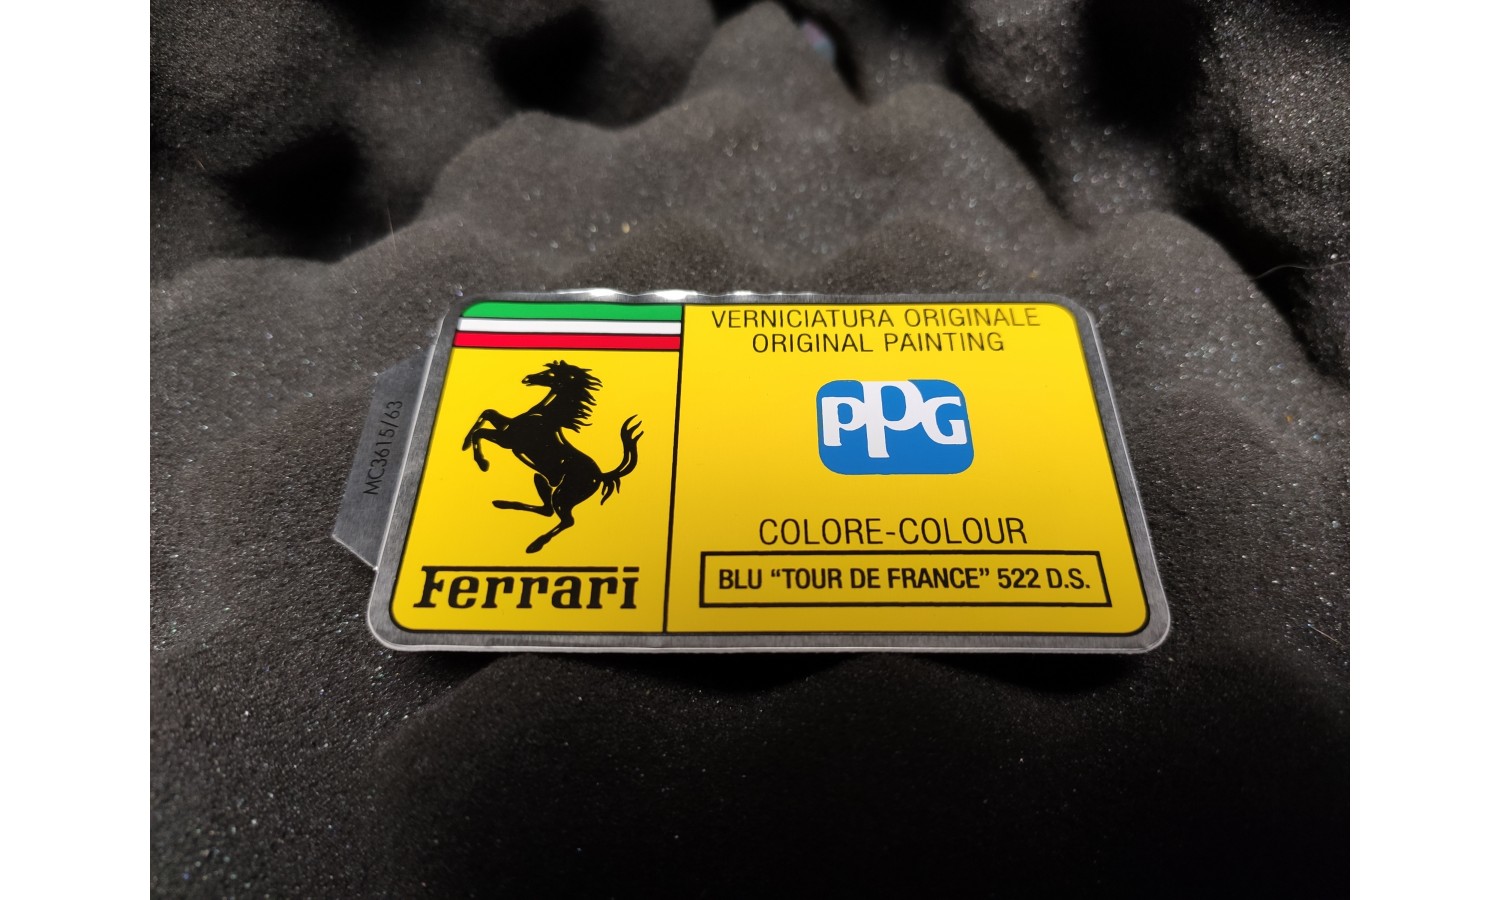 VERNICIATURA ORIGINALE
ORIGINAL PAINTING
PPG
COLORE-COLOUR
BLU “TOUR DE FRANCE” 522 D.S.
Ferrari
MC3615/63